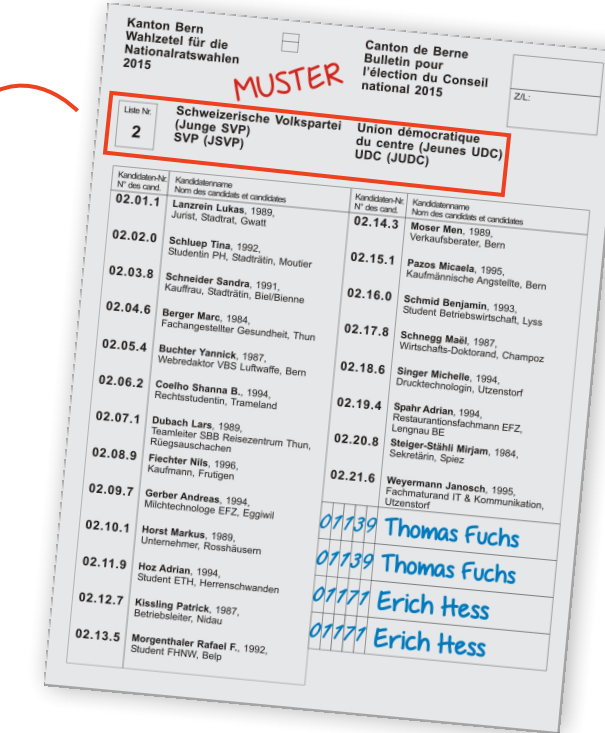 Kanton Bern
Wahlzetel für die
Nationalratswahlen
2015
Canton de Berne
Bulletin pour
l'élection du Conseil
national 2015
Z/L:
MUSTER
Liste Nr.
2
Schweizerische Volkspartei
(Junge SVP)
SVP (JSVP)
Union démocratique
du centre (Jeunes UDC)
UDC (JUDC)
Kandidaten-Nr.
N° des cand.
Kandidatenname
Nom des candidats et candidates
02.01.1 Lanzrein Lukas, 1989,
Jurist, Stadtrat, Gwatt
02.02.0 Schluep Tina, 1992,
Studentin PH, Stadträtin, Moutier
02.03.8 Schneider Sandra, 1991,
Kauffrau, Stadträtin, Biel/Bienne
02.04.6 Berger Marc, 1984,
Fachangestellter Gesundheit, Thun
02.05.4 Buchter Yannick, 1987,
Webredaktor VBS Luftwaffe, Bern
02.06.2 Coelho Shanna B., 1994,
Rechtsstudentin, Trameland
02.07.1 Dubach Lars, 1989,
Teamleiter SBB Reisezentrum Thun,
Rüegsauschachen
02.08.9 Fiechter Nils, 1996,
Kaufmann, Frutigen
02.09.7 Gerber Andreas, 1994,
Milchtechnologe EFZ, Eggiwil
02.10.1 Horst Markus, 1989,
Unternehmer, Rosshäusern
02.11.9 Hoz Adrian, 1994,
Student ETH, Herrenschwanden
02.12.7 Kissling Patrick, 1987,
Betriebsleiter, Nidau
02.13.5 Morgenthaler Rafael F., 1992,
Student FHNW, Belp
Kandidaten-Nr.
N° des cand.
Kandidatenname
Nom des candidats et candidates
02.14.3 Moser Men, 1989,
Verkaufsberater, Bern
02.15.1 Pazos Micaela, 1995,
Kaufmännische Angstellte, Bern
02.16.0 Schmid Benjamin, 1993,
Student Betriebswirtschaft, Lyss
02.17.8 Schnegg Maël, 1987,
Wirtschafts-Doktorand, Champoz
02.18.6 Singer Michelle, 1994,
Drucktechnologin, Utzenstorf
02.19.4 Spahr Adrian, 1994,
Restaurantionsfachmann EFZ,
Lengnau BE
02.20.8 Steiger-Stähli Mirjam, 1984,
Sekretärin, Spiez
02.21.6 Weyermann Janosch, 1995,
Fachmaturand IT & Kommunikation,
Utzenstorf
01139 Thomas Fuchs
01139 Thomas Fuchs
01171 Erich Hess
01171 Erich Hess